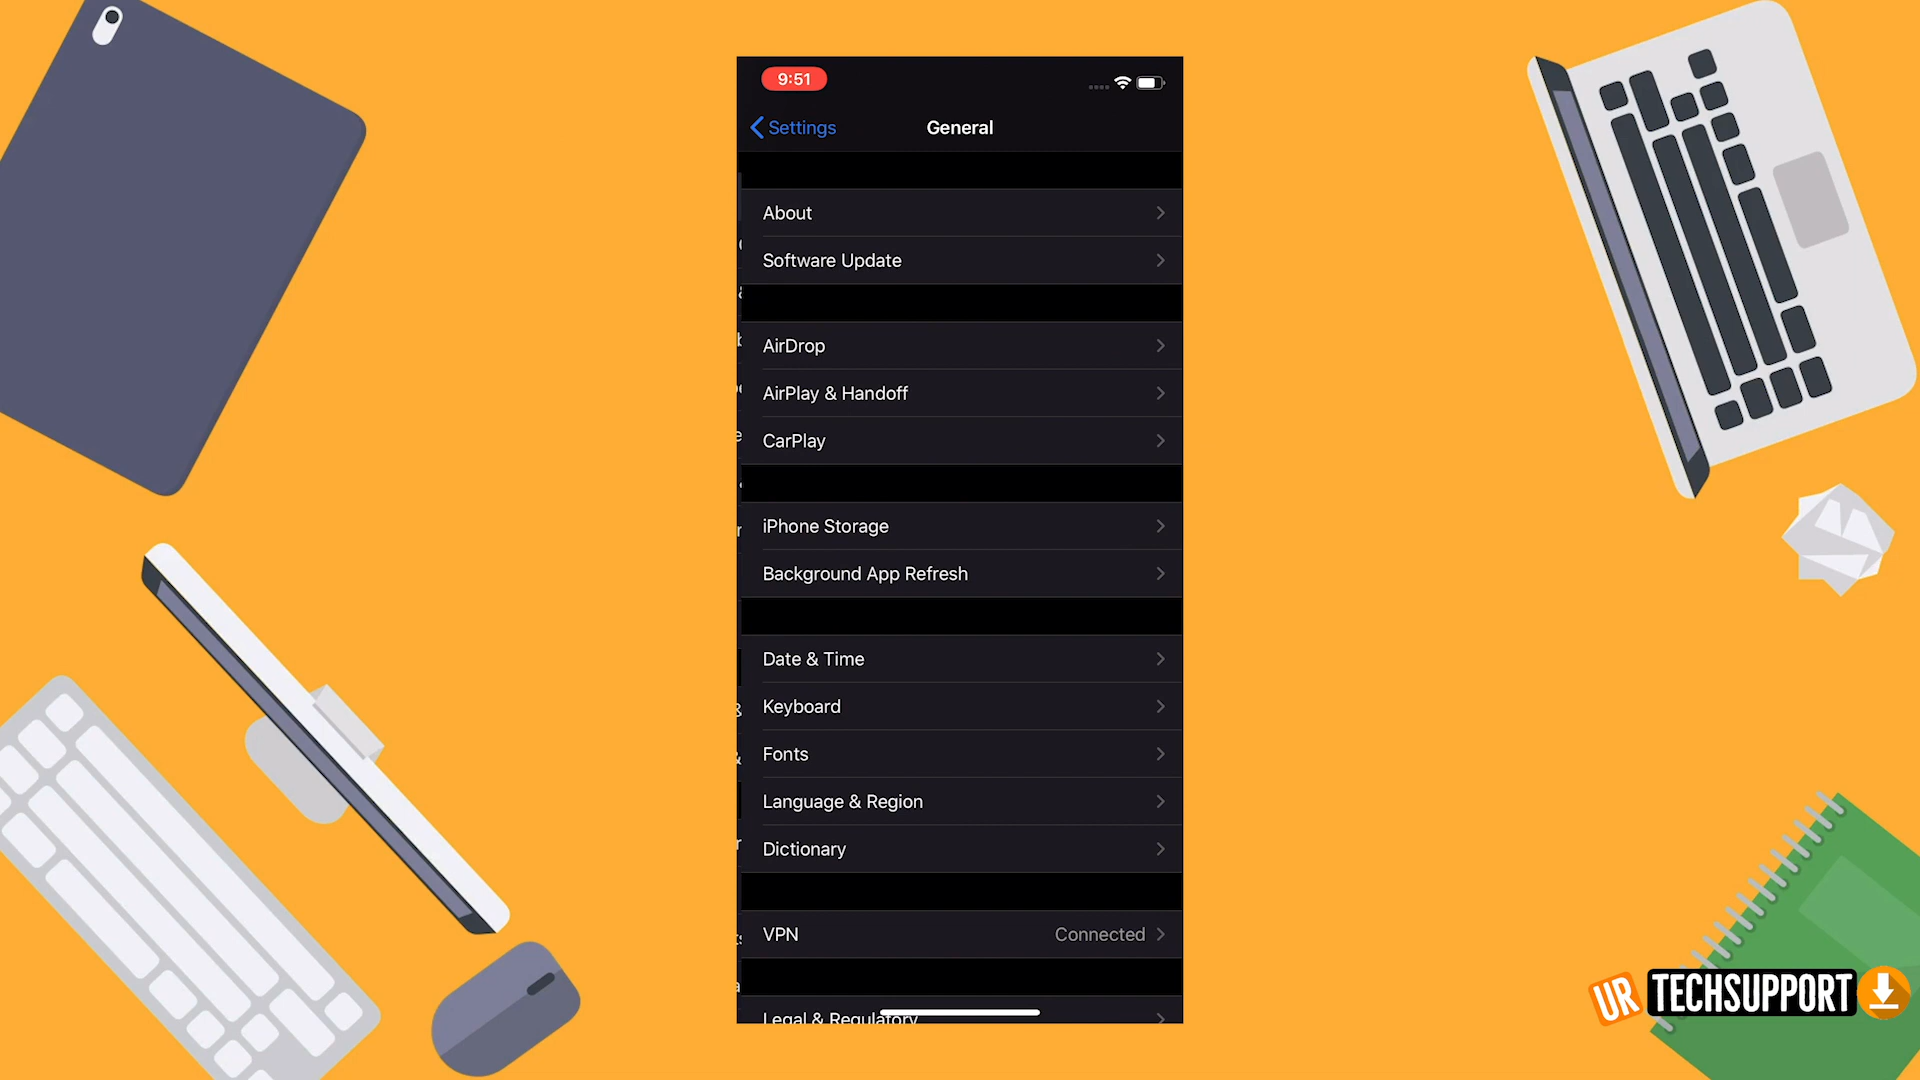 9:51
Settings
General
About
Software Update
AirDrop
AirPlay & Handoff
CarPlay
iPhone Storage
Background App Refresh
Date & Time
Keyboard
Fonts
Language & Region
Dictionary
VPN Connected
Legal & Regulatory
UR TECHSUPPORT